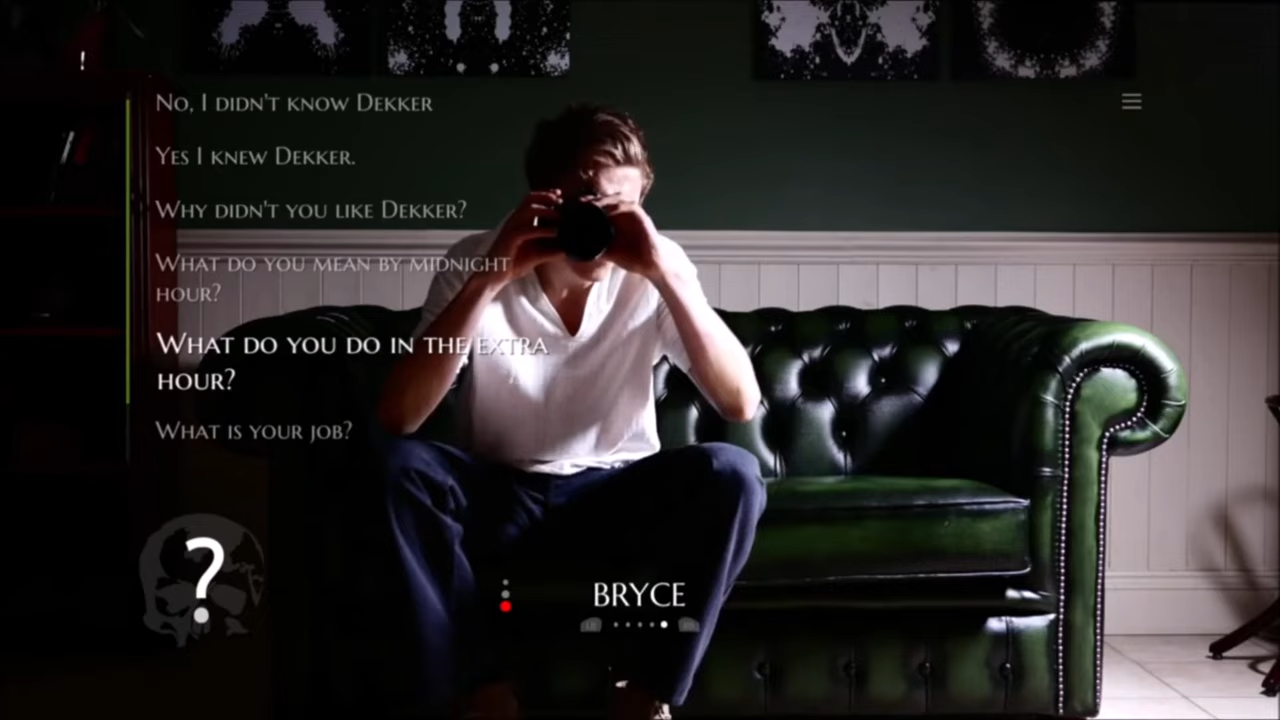 No, I didn't know Dekker
Yes I knew Dekker.
Why didn't you like Dekker?
What do you mean by midnight
hour?
What do you do in the extra
hour?
What is your job?
?
BRYCE